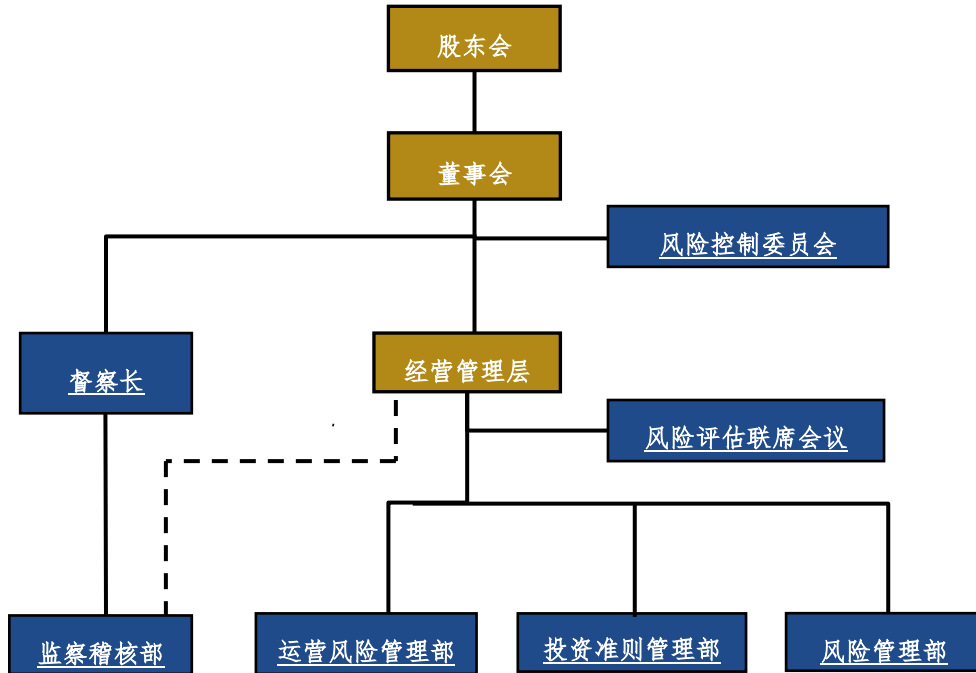 股东会
董事会
风险控制委员会
督察长
经营管理层
风险评估联席会议
监察稽核部
运营风险管理部
投资准则管理部
风险管理部